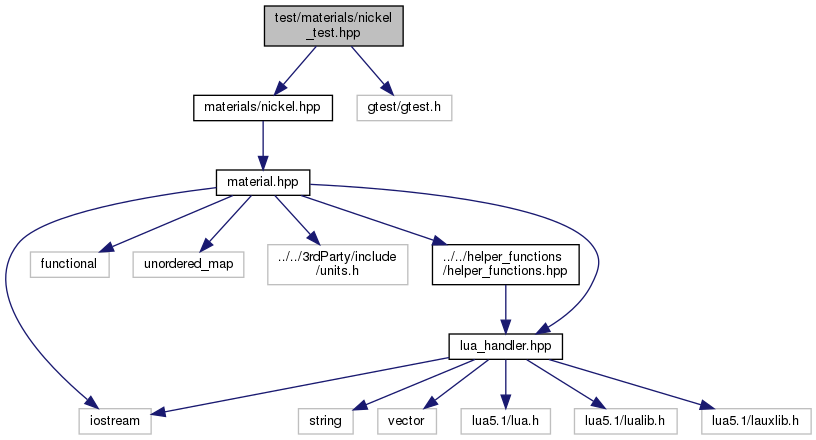 test/materials/nickel
_test.hpp
materials/nickel.hpp
gtest/gtest.h
material.hpp
functional
unordered_map
../../3rdParty/include
/units.h
../../helper_functions
/helper_functions.hpp
lua_handler.hpp
iostream
string
vector
lua5.1/lua.h
lua5.1/lualib.h
lua5.1/lauxlib.h